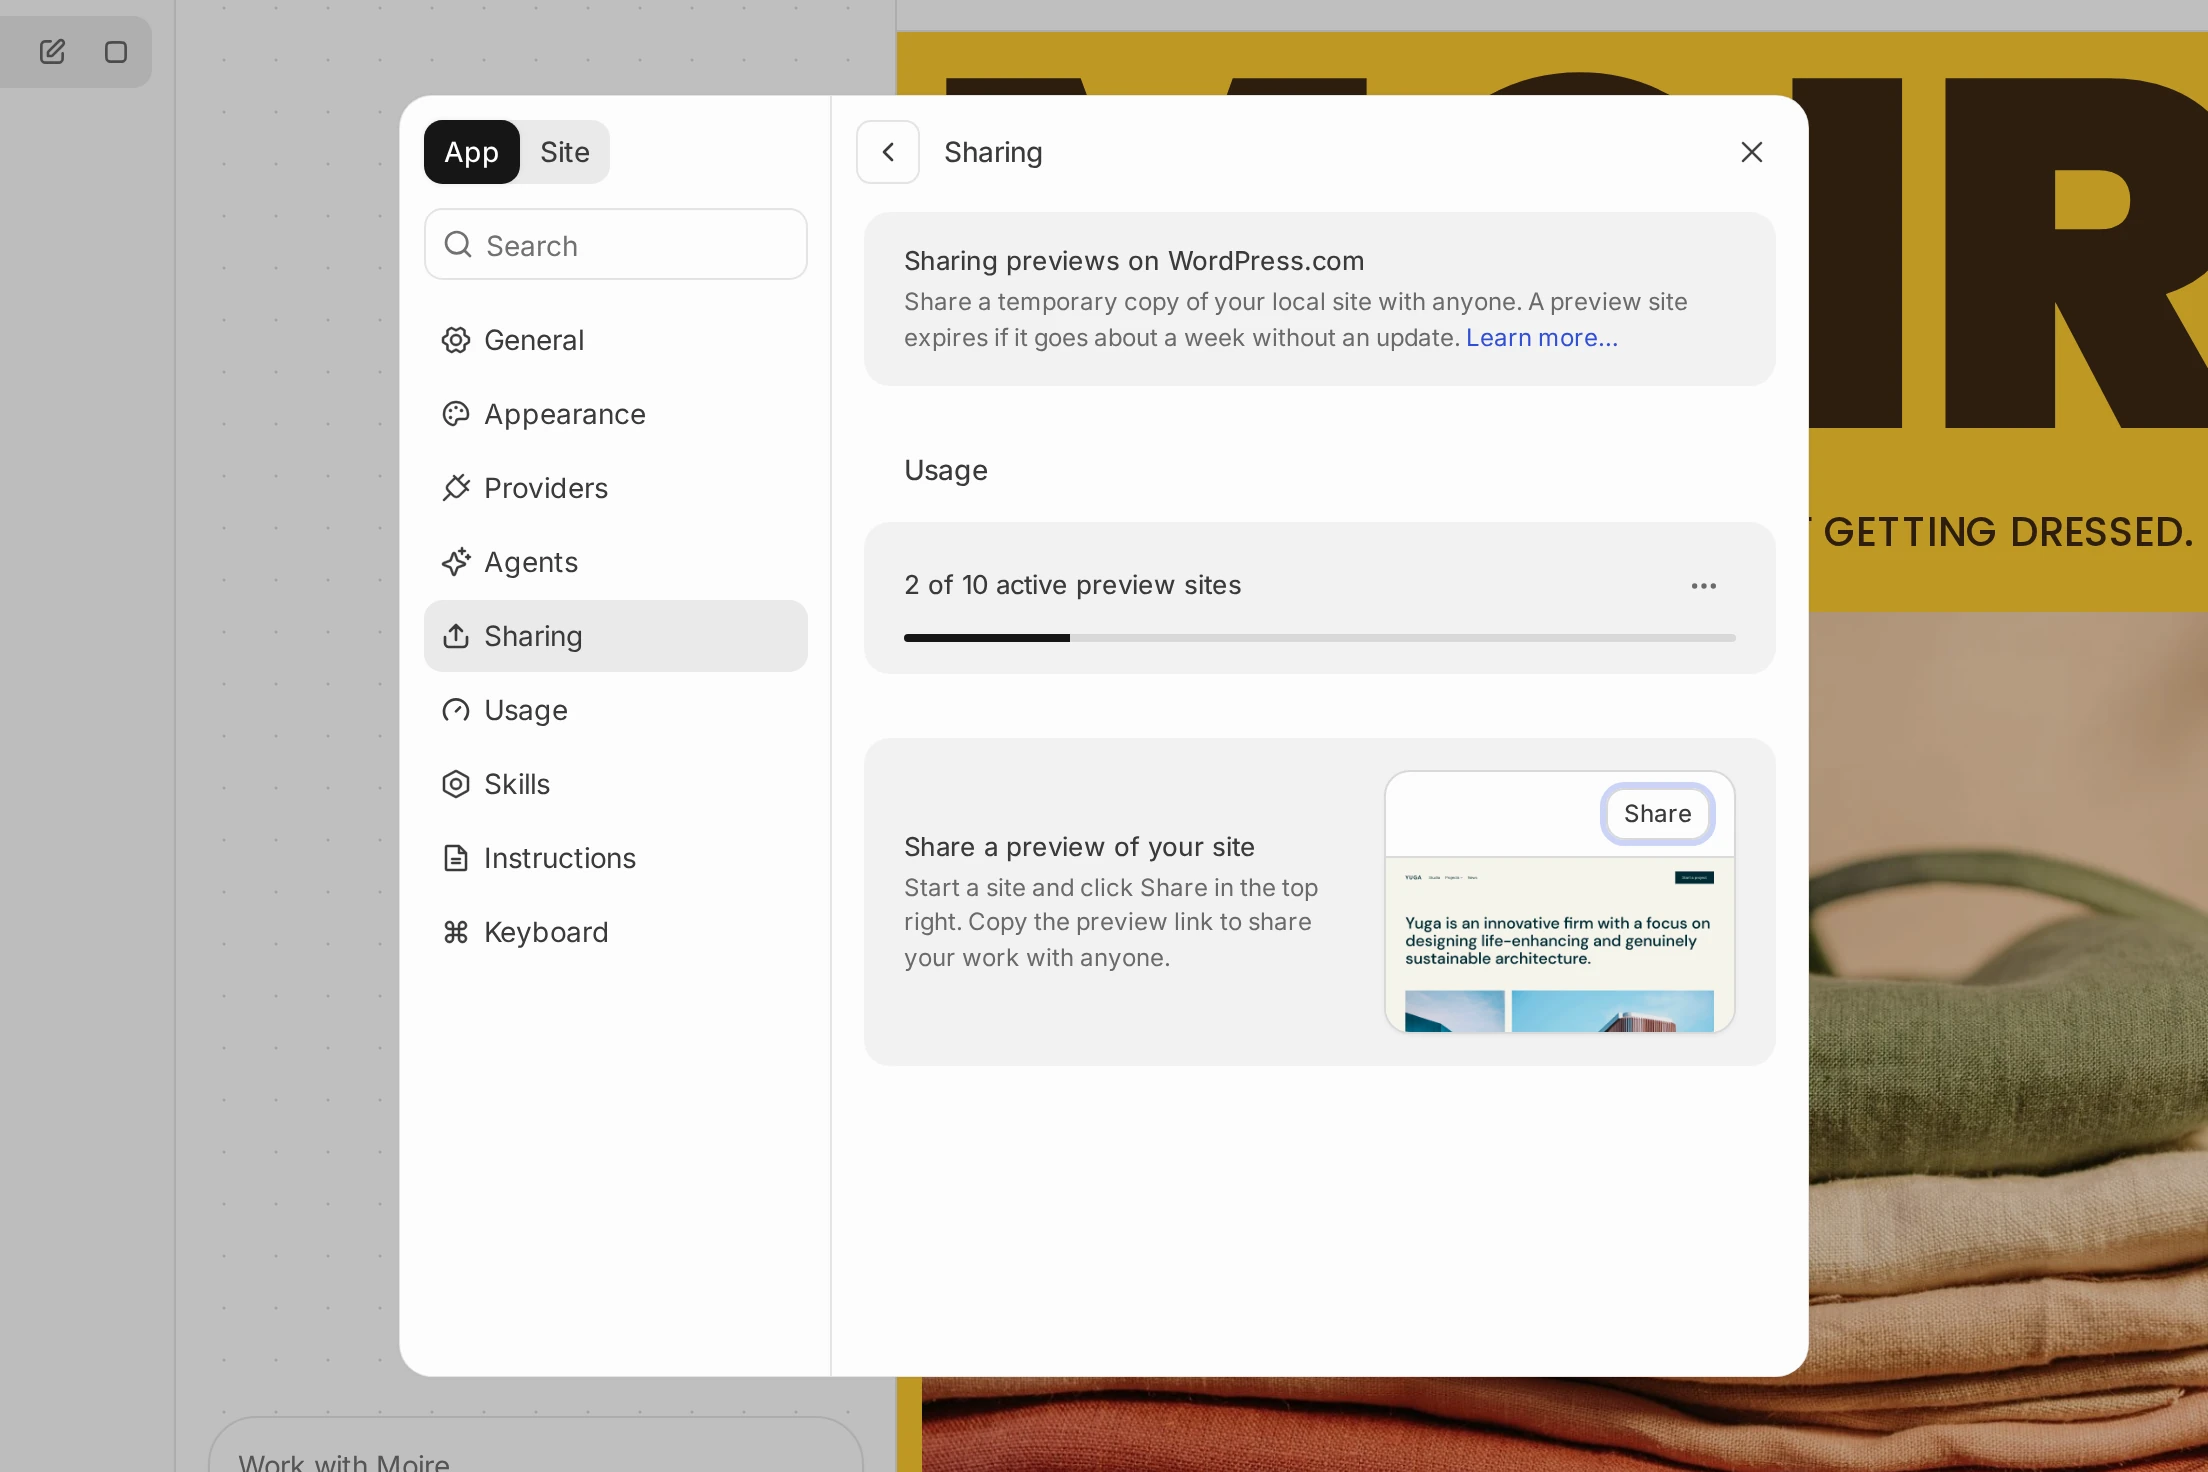 App
Site
Search
General
Appearance
Providers
Agents
Sharing
Usage
Skills
Instructions
Keyboard
Sharing
Sharing previews on WordPress.com
Share a temporary copy of your local site with anyone. A preview site
expires if it goes about a week without an update. Learn more...
Usage
2 of 10 active preview sites
Share a preview of your site
Start a site and click Share in the top
right. Copy the preview link to share
your work with anyone.
Share
YUGA Studio Projects News
Yuga is an innovative firm with a focus on
designing life-enhancing and genuinely
sustainable architecture.
GETTING DRESSED.
Work with Moire